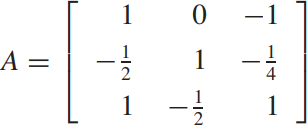 A = [ 1 0 −1
−1/2 1 −1/4
1 −1/2 1 ]